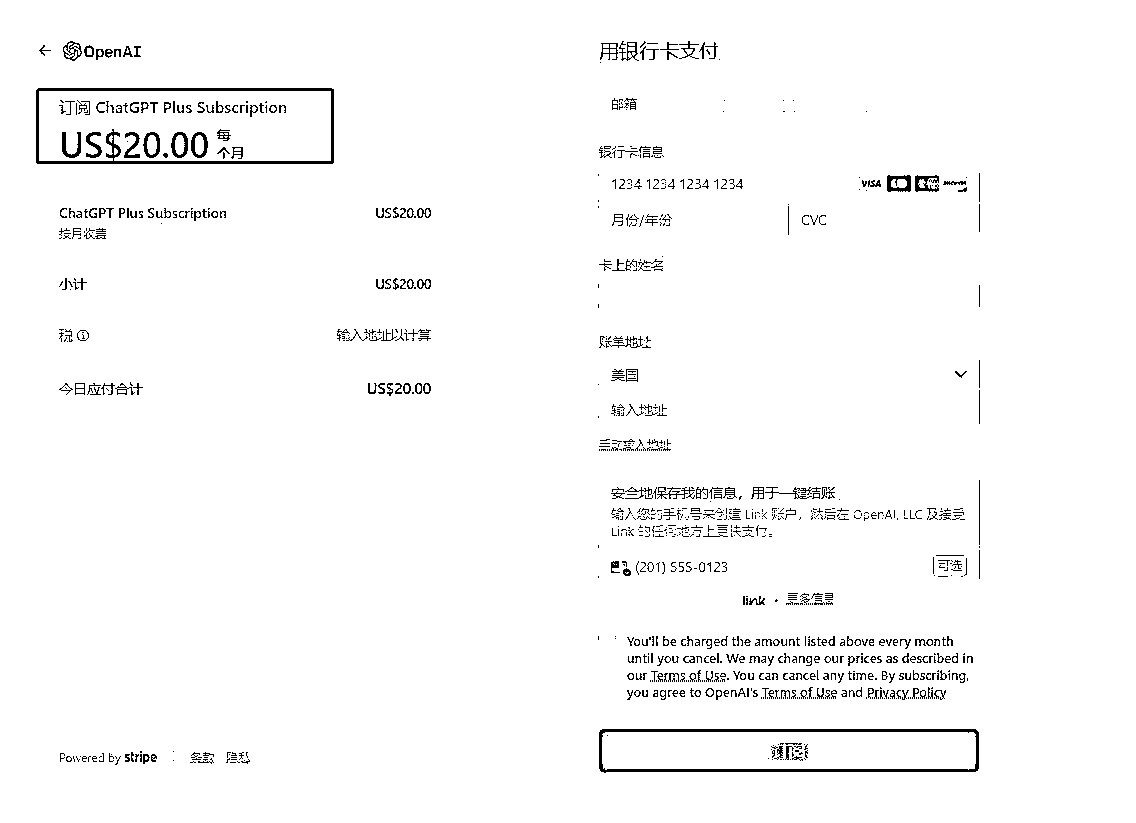 OpenAI
订阅 ChatGPT Plus Subscription
US$20.00 每个月
ChatGPT Plus Subscription US$20.00
按月收费
小计 US$20.00
税 输入地址以计算
今日应付合计 US$20.00
Powered by stripe 条款 隐私
用银行卡支付
邮箱
银行卡信息
1234 1234 1234 1234 VISA
月份/年份 CVC
卡上的姓名
账单地址
美国
输入地址
手动输入地址
安全地保存我的信息，用于一键结账
输入您的手机号来创建 Link 账户，然后在 OpenAI, LLC 及接受
Link 的任何地方上更快支付。
(201) 555-0123 可选
link · 更多信息
You'll be charged the amount listed above every month
until you cancel. We may change our prices as described in
our Terms of Use. You can cancel any time. By subscribing,
you agree to OpenAI's Terms of Use and Privacy Policy
订阅